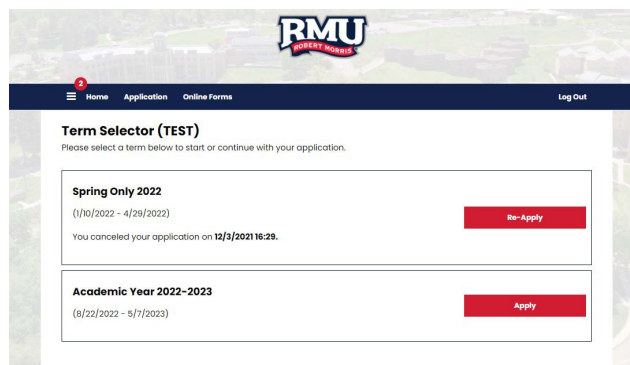 RMU
ROBERT MORRIS
2
Home Application Online Forms Log Out
Term Selector (TEST)
Please select a term below to start or continue with your application.
Spring Only 2022
(1/10/2022 - 4/29/2022)
Re-Apply
You canceled your application on 12/3/2021 16:29.
Academic Year 2022-2023
Apply
(8/22/2022 - 5/7/2023)